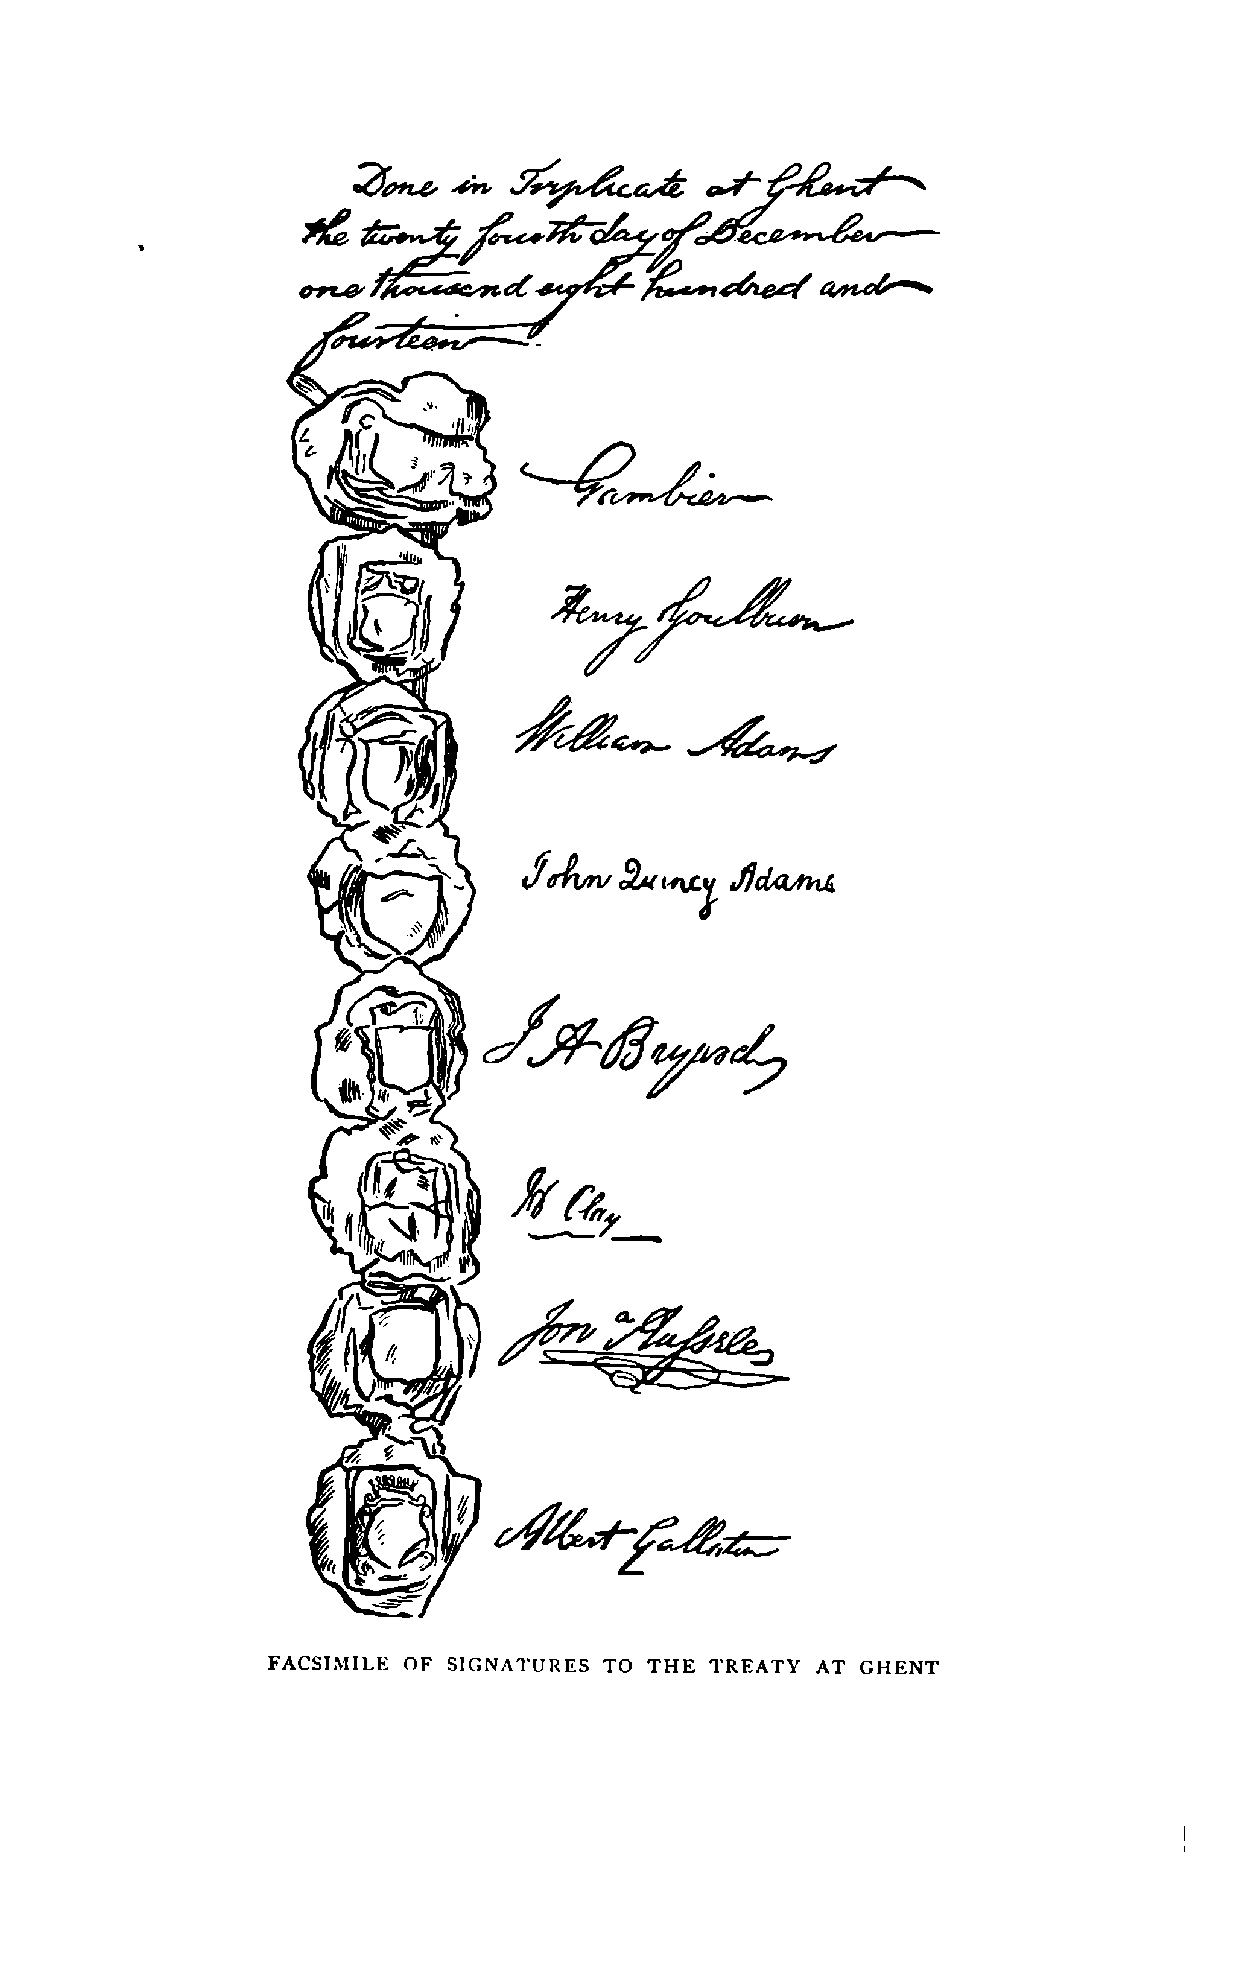 Done in Triplicate at Ghent
the twenty fourth day of December
one thousand eight hundred and
fourteen.
Gambier
Henry Goulburn
William Adams
John Quincy Adams
J A Bayard
H Clay
Jon a Russell
Albert Gallatin
FACSIMILE OF SIGNATURES TO THE TREATY AT GHENT